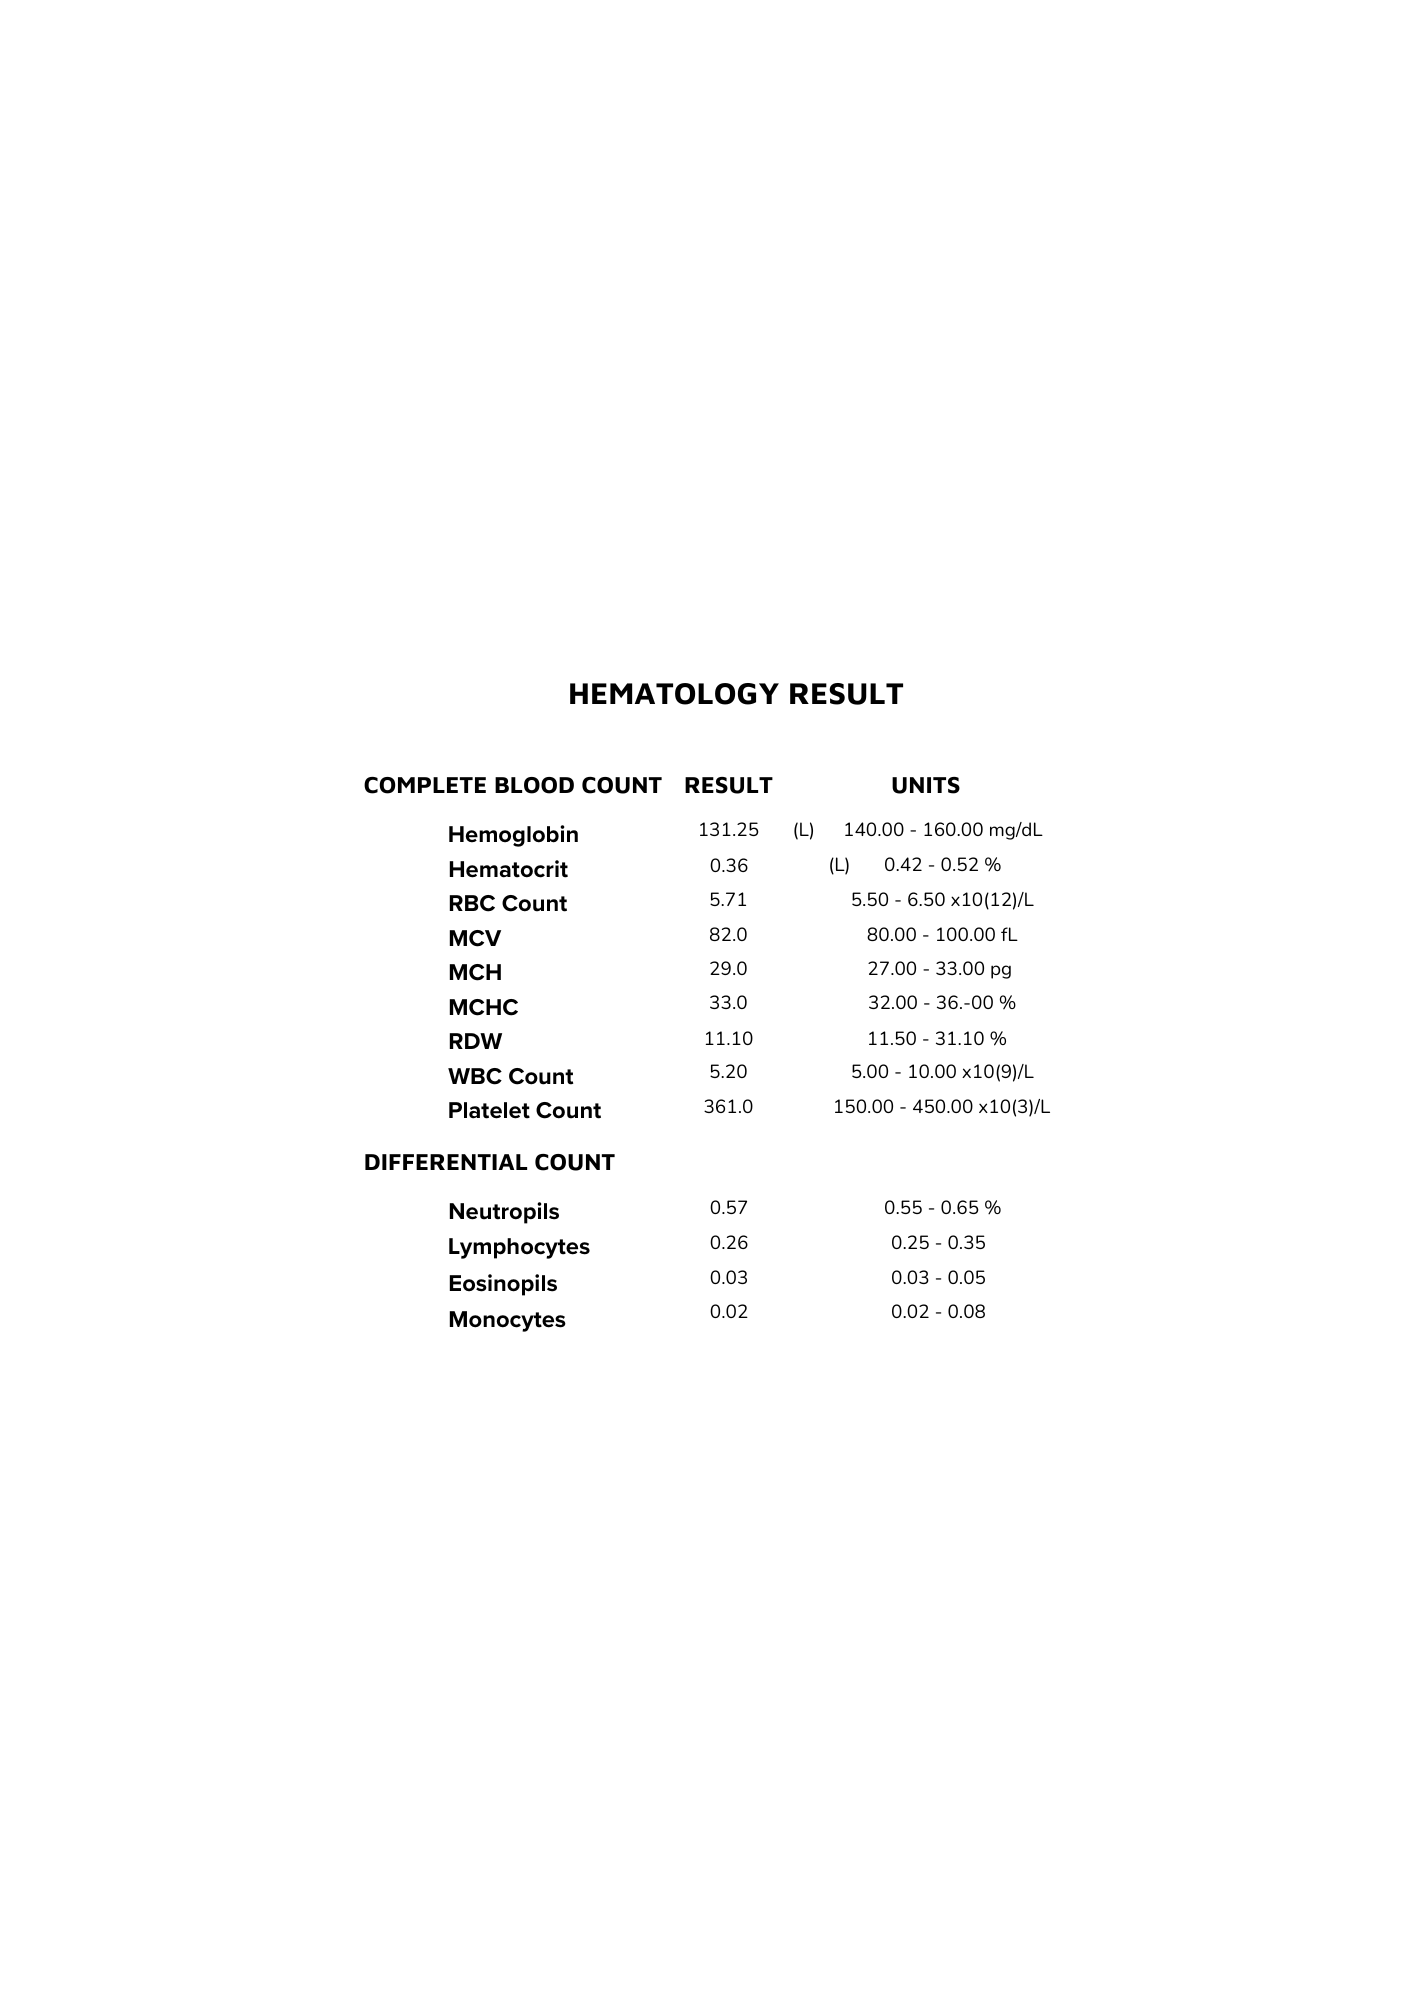 HEMATOLOGY RESULT
COMPLETE BLOOD COUNT RESULT UNITS
Hemoglobin 131.25 (L) 140.00 - 160.00 mg/dL
Hematocrit 0.36 (L) 0.42 - 0.52 %
RBC Count 5.71 5.50 - 6.50 x10(12)/L
MCV 82.0 80.00 - 100.00 fL
MCH 29.0 27.00 - 33.00 pg
MCHC 33.0 32.00 - 36.-00 %
RDW 11.10 11.50 - 31.10 %
WBC Count 5.20 5.00 - 10.00 x10(9)/L
Platelet Count 361.0 150.00 - 450.00 x10(3)/L
DIFFERENTIAL COUNT
Neutropils 0.57 0.55 - 0.65 %
Lymphocytes 0.26 0.25 - 0.35
Eosinopils 0.03 0.03 - 0.05
Monocytes 0.02 0.02 - 0.08